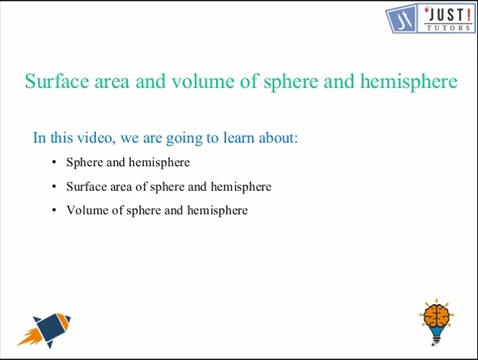 'JUST!
TUTORS
Surface area and volume of sphere and hemisphere
In this video, we are going to learn about:
• Sphere and hemisphere
• Surface area of sphere and hemisphere
• Volume of sphere and hemisphere